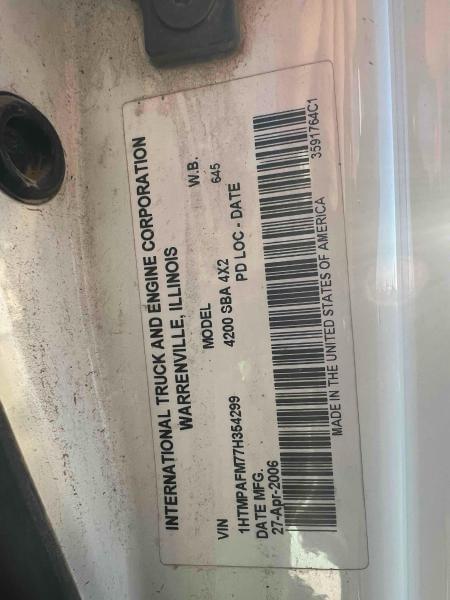 INTERNATIONAL TRUCK AND ENGINE CORPORATION
WARRENVILLE, ILLINOIS
VIN MODEL W.B.
1HTMPAFM77H354299 4200 SBA 4X2 645
DATE MFG. PD LOC - DATE
27-Apr-2006
MADE IN THE UNITED STATES OF AMERICA 3591764C1